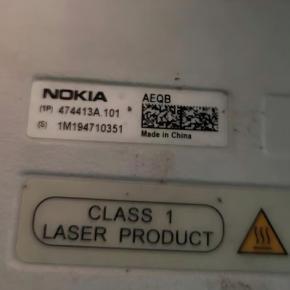 NOKIA
AEQB
(1P) 474413A.101
(S) 1M194710351
Made in China
CLASS 1
LASER PRODUCT